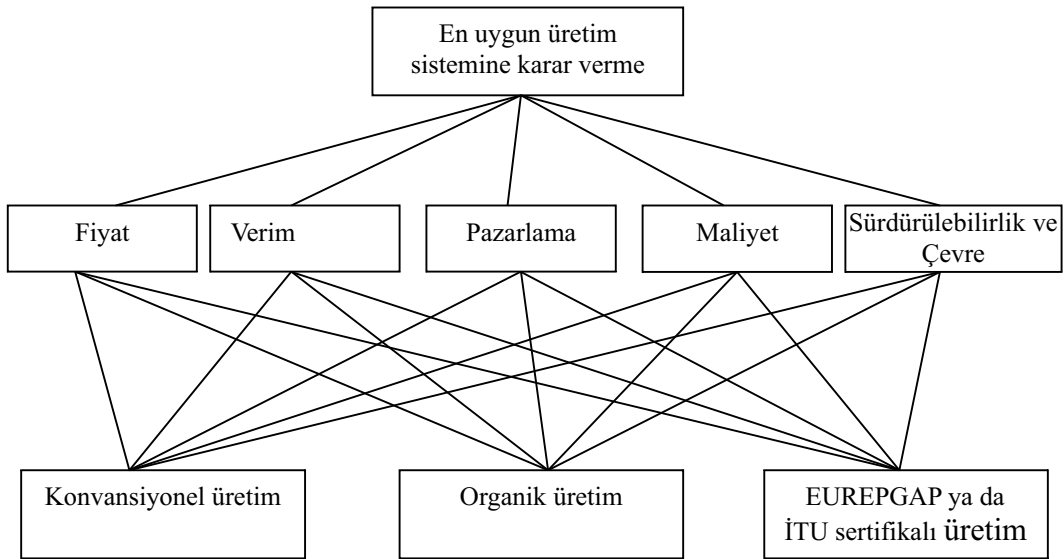 En uygun üretim
sistemine karar verme
Fiyat
Verim
Pazarlama
Maliyet
Sürdürülebilirlik ve
Çevre
Konvansiyonel üretim
Organik üretim
EUREPGAP ya da
İTU sertifikalı üretim